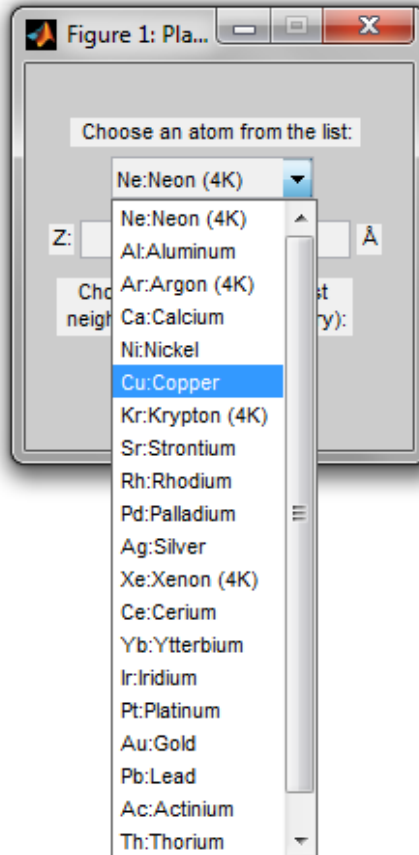 Figure 1: Pla...
Choose an atom from the list:
Ne:Neon (4K)
Z:
Å
Ne:Neon (4K)
Al:Aluminum
Ar:Argon (4K)
Ca:Calcium
Ni:Nickel
Cu:Copper
Kr:Krypton (4K)
Sr:Strontium
Rh:Rhodium
Pd:Palladium
Ag:Silver
Xe:Xenon (4K)
Ce:Cerium
Yb:Ytterbium
Ir:Iridium
Pt:Platinum
Au:Gold
Pb:Lead
Ac:Actinium
Th:Thorium
Cho st
neigh ry):